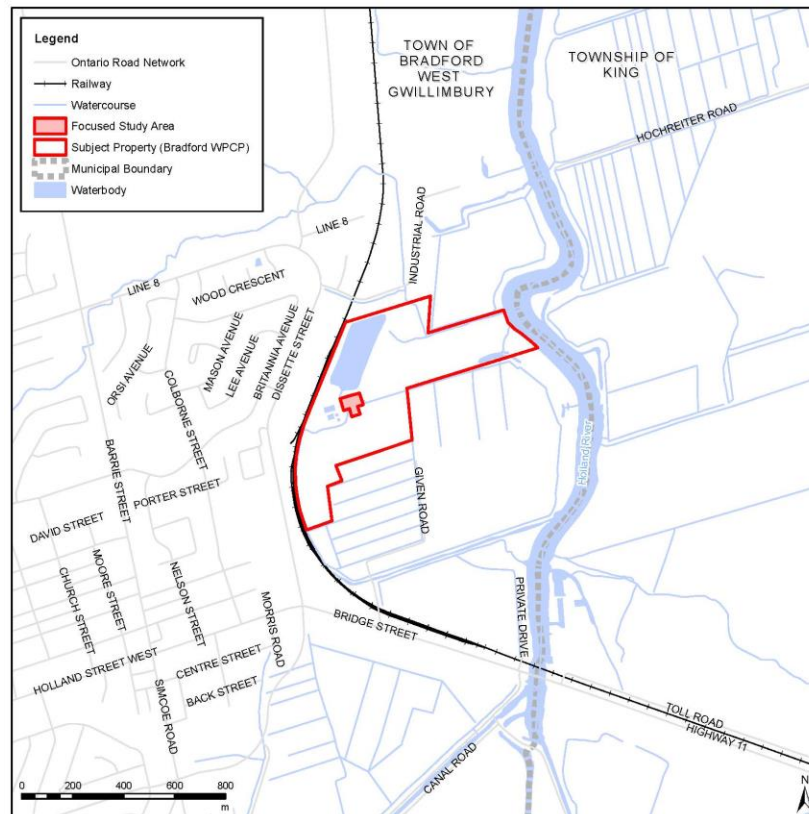 Legend
Ontario Road Network
Railway
Watercourse
Focused Study Area
Subject Property (Bradford WPCP)
Municipal Boundary
Waterbody
TOWN OF
BRADFORD
WEST
GWILLIMBURY
TOWNSHIP OF
KING
HOCHREITER ROAD
LINE 8
INDUSTRIAL ROAD
LINE 8
WOOD CRESCENT
ORSI AVENUE
MASON AVENUE
LEE AVENUE
BRITANNIA AVENUE
DISSETTE STREET
COLBORNE STREET
BARRIE STREET
PORTER STREET
DAVID STREET
GIVEN ROAD
Holland River
CHURCH STREET
MOORE STREET
NELSON STREET
MORRIS ROAD
BRIDGE STREET
PRIVATE DRIVE
HOLLAND STREET WEST
CENTRE STREET
BACK STREET
SIMCOE ROAD
TOLL ROAD
HIGHWAY 11
CANAL ROAD
0 200 400 600 800
m
N